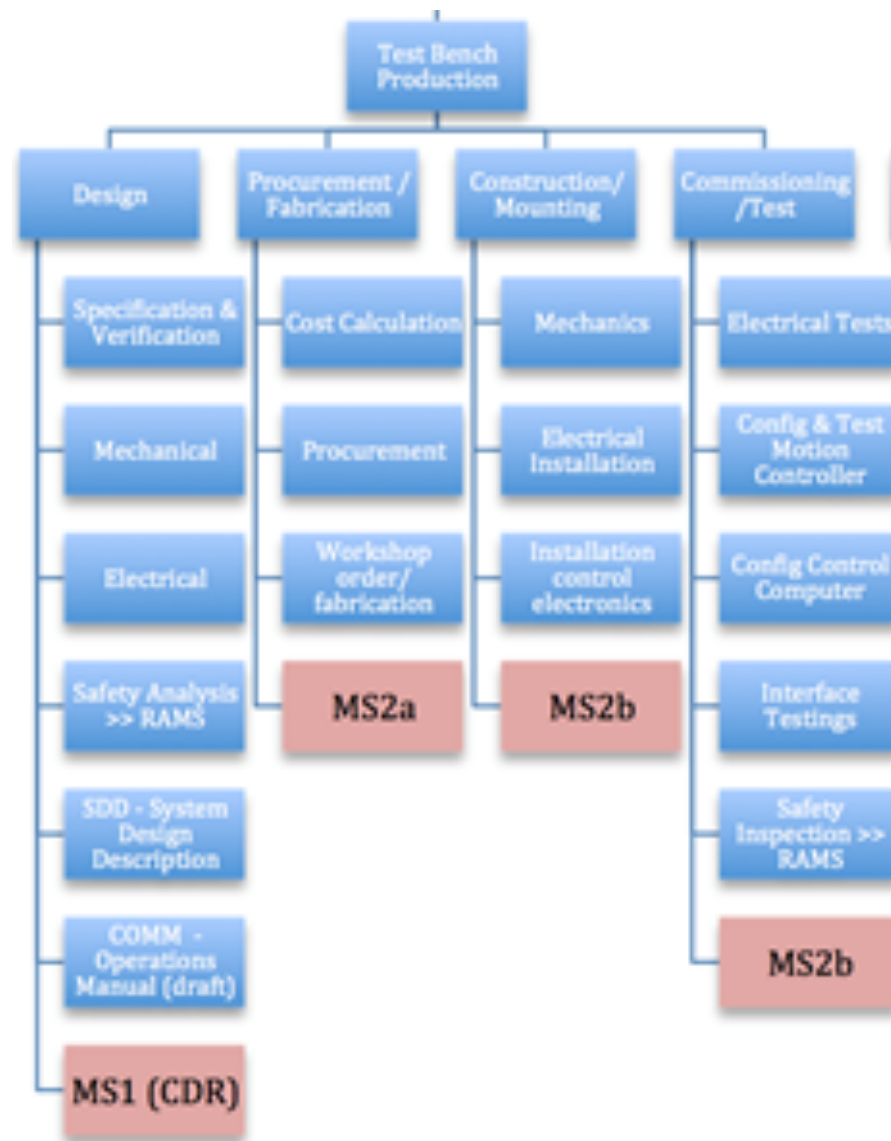 Test Bench
Production
Design
Procurement /
Fabrication
Construction/
Mounting
Commissioning
/Test
Specification &
Verification
Cost Calculation
Mechanics
Electrical Tests
Mechanical
Procurement
Electrical
Installation
Config & Test
Motion
Controller
Electrical
Workshop
order/
fabrication
Installation
control
electronics
Config Control
Computer
Safety Analysis
>> RAMS
MS2a
MS2b
Interface
Testings
SDD - System
Design
Description
Safety
Inspection >>
RAMS
COMM -
Operations
Manual (draft)
MS2b
MS1 (CDR)